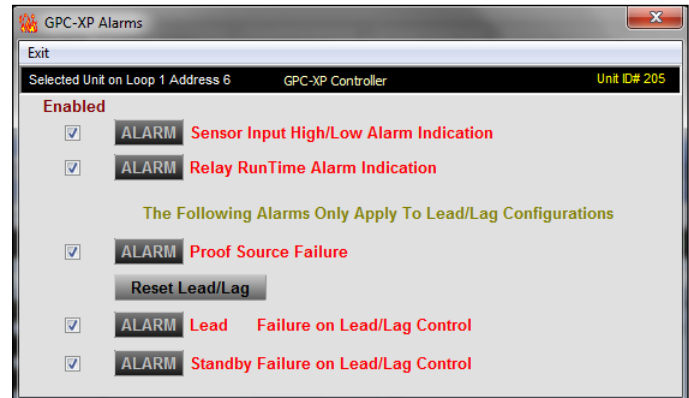 GPC-XP Alarms
Exit
Selected Unit on Loop 1 Address 6 GPC-XP Controller Unit ID# 205
Enabled
ALARM Sensor Input High/Low Alarm Indication
ALARM Relay RunTime Alarm Indication
The Following Alarms Only Apply To Lead/Lag Configurations
ALARM Proof Source Failure
Reset Lead/Lag
ALARM Lead Failure on Lead/Lag Control
ALARM Standby Failure on Lead/Lag Control